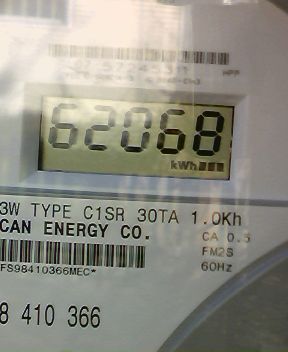 62068
kWh
3W TYPE C1SR 30TA 1.0Kh
CAN ENERGY CO.
CA 0.5
FM2S
60Hz
FS98410366MEC*
8 410 366